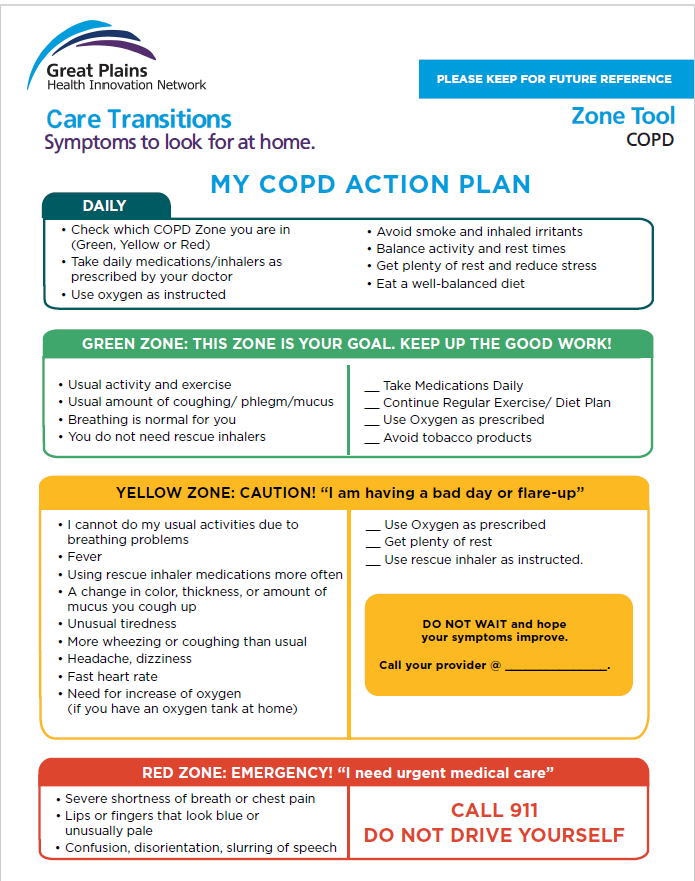 Great Plains
Health Innovation Network
PLEASE KEEP FOR FUTURE REFERENCE
Care Transitions
Symptoms to look for at home.
Zone Tool
COPD
MY COPD ACTION PLAN
DAILY
• Check which COPD Zone you are in
(Green, Yellow or Red)
• Take daily medications/inhalers as
prescribed by your doctor
• Use oxygen as instructed
• Avoid smoke and inhaled irritants
• Balance activity and rest times
• Get plenty of rest and reduce stress
• Eat a well-balanced diet
GREEN ZONE: THIS ZONE IS YOUR GOAL. KEEP UP THE GOOD WORK!
• Usual activity and exercise
• Usual amount of coughing/ phlegm/mucus
• Breathing is normal for you
• You do not need rescue inhalers
__ Take Medications Daily
__ Continue Regular Exercise/ Diet Plan
__ Use Oxygen as prescribed
__ Avoid tobacco products
YELLOW ZONE: CAUTION! “I am having a bad day or flare-up”
• I cannot do my usual activities due to
breathing problems
• Fever
• Using rescue inhaler medications more often
• A change in color, thickness, or amount of
mucus you cough up
• Unusual tiredness
• More wheezing or coughing than usual
• Headache, dizziness
• Fast heart rate
• Need for increase of oxygen
(if you have an oxygen tank at home)
__ Use Oxygen as prescribed
__ Get plenty of rest
__ Use rescue inhaler as instructed.
DO NOT WAIT and hope
your symptoms improve.
Call your provider @ ________________.
RED ZONE: EMERGENCY! “I need urgent medical care”
• Severe shortness of breath or chest pain
• Lips or fingers that look blue or
unusually pale
• Confusion, disorientation, slurring of speech
CALL 911
DO NOT DRIVE YOURSELF